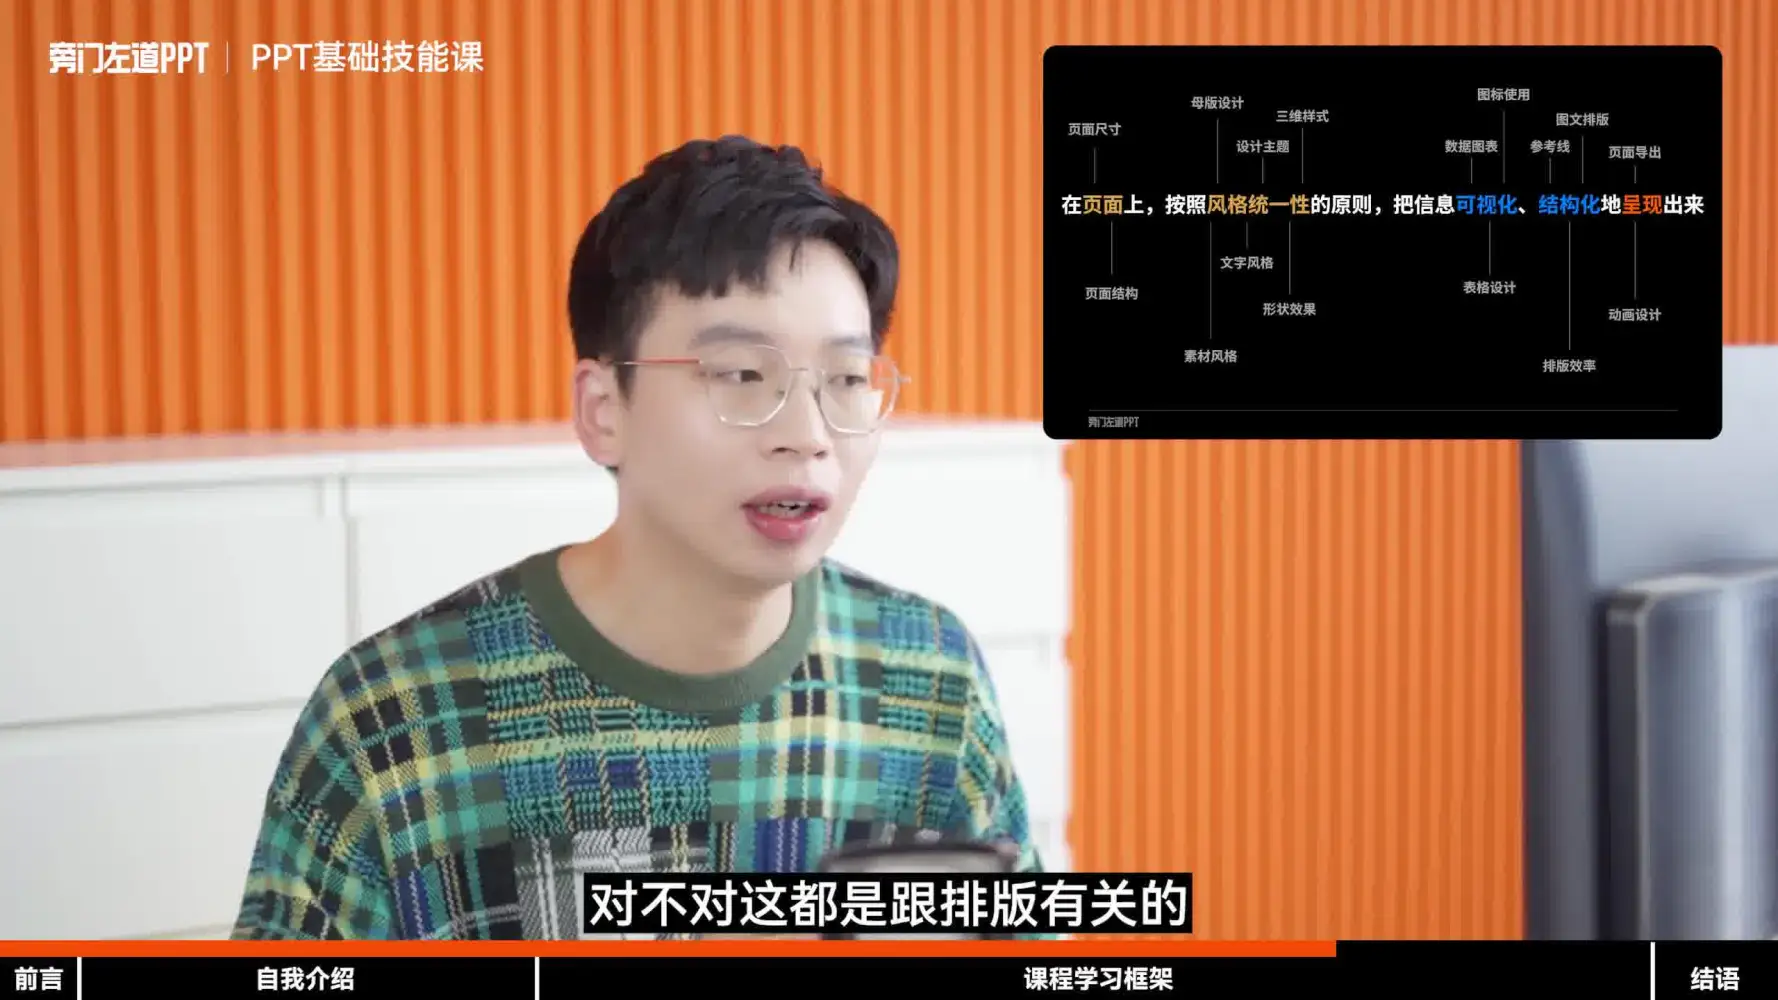 旁门左道PPT
PPT基础技能课
图标使用
母版设计
三维样式
图文排版
页面尺寸
设计主题
数据图表
参考线
页面导出
在页面上，按照风格统一性的原则，把信息可视化、结构化地呈现出来
文字风格
表格设计
页面结构
形状效果
动画设计
素材风格
排版效率
旁门左道PPT
对不对这都是跟排版有关的
前言
自我介绍
课程学习框架
结语